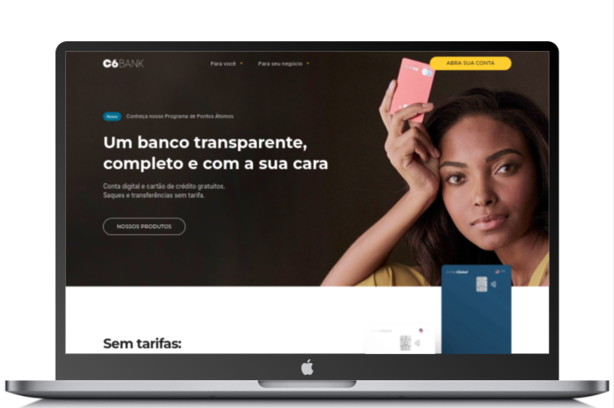 C6BANK
Para você
Para seu negócio
ABRA SUA CONTA
Novo
Conheça nosso Programa de Pontos Átomos
Um banco transparente,
completo e com a sua cara
Conta digital e cartão de crédito gratuitos.
Saques e transferências sem tarifa.
NOSSOS PRODUTOS
Sem tarifas: